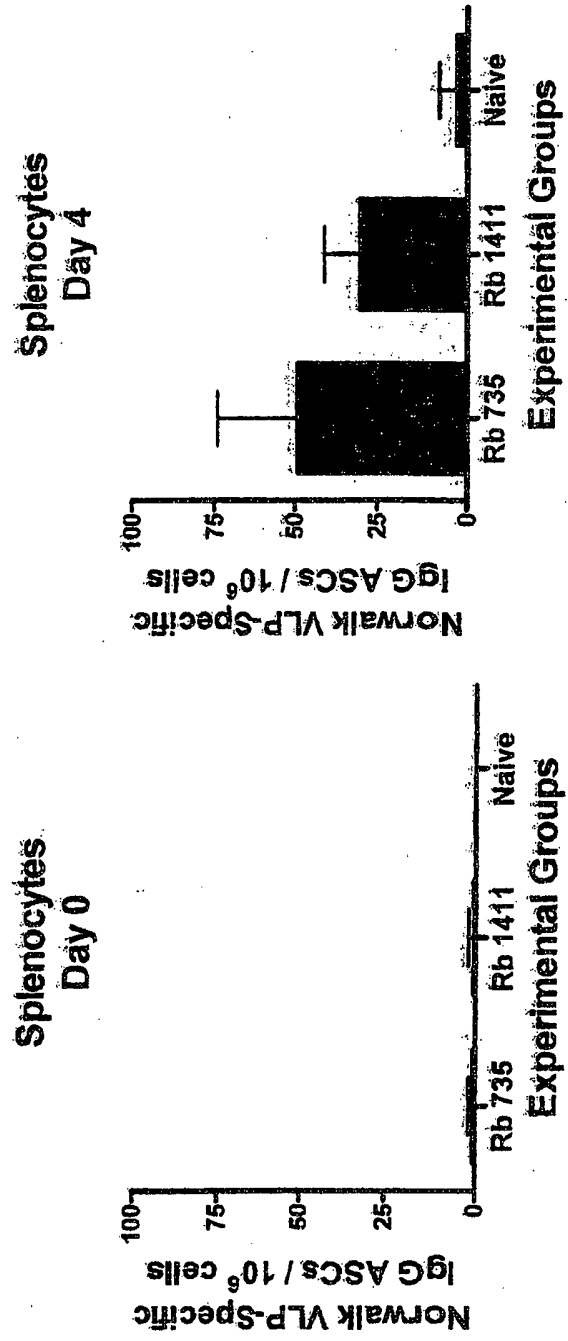 Splenocytes
Day 0
Norwalk VLP-Specific
IgG ASCs / 10⁶ cells
100
75
50
25
0
Rb 735 Rb 1411 Naive
Experimental Groups
Splenocytes
Day 4
Norwalk VLP-Specific
IgG ASCs / 10⁶ cells
100
75
50
25
0
Rb 735 Rb 1411 Naive
Experimental Groups